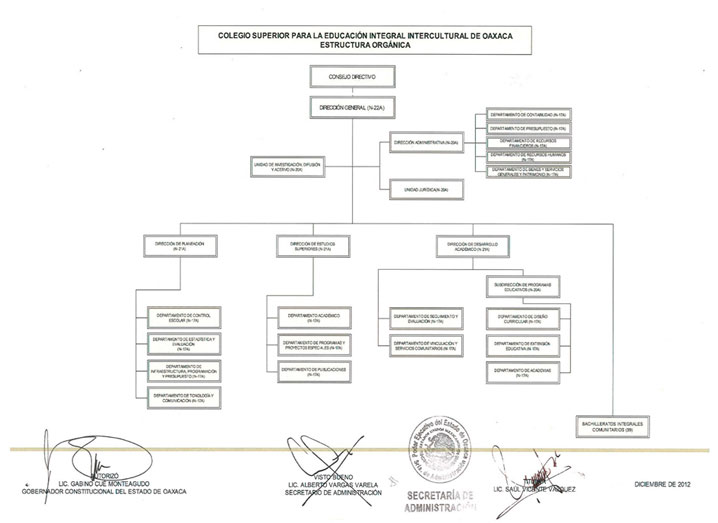 COLEGIO SUPERIOR PARA LA EDUCACIÓN INTEGRAL INTERCULTURAL DE OAXACA
ESTRUCTURA ORGÁNICA
CONSEJO DIRECTIVO
DIRECCIÓN GENERAL (N-22A)
DEPARTAMENTO DE CONTABILIDAD (N-17A)
DEPARTAMENTO DE PRESUPUESTO (N-17A)
DIRECCIÓN ADMINISTRATIVA (N-20A)
DEPARTAMENTO DE RECURSOS
FINANCIEROS (N-17A)
DEPARTAMENTO DE RECURSOS HUMANOS
(N-17A)
DEPARTAMENTO DE BIENES Y SERVICIOS
GENERALES Y PATRIMONIO (N-17A)
UNIDAD DE INVESTIGACIÓN, DIFUSIÓN
Y ACERVO (N-20A)
UNIDAD JURÍDICA (N-20A)
DIRECCIÓN DE PLANEACIÓN
(N-21A)
DIRECCIÓN DE ESTUDIOS
SUPERIORES (N-21A)
DIRECCIÓN DE DESARROLLO
ACADÉMICO (N-21A)
SUBDIRECCIÓN DE PROGRAMAS
EDUCATIVOS (N-20A)
DEPARTAMENTO DE CONTROL
ESCOLAR (N-17A)
DEPARTAMENTO DE ESTADÍSTICA Y
EVALUACIÓN
(N-17A)
DEPARTAMENTO DE
INFRAESTRUCTURA, PROGRAMACIÓN
Y PRESUPUESTO (N-17A)
DEPARTAMENTO DE
COMUNICACIÓN (N-17A)
DEPARTAMENTO ACADÉMICO
(N-17A)
DEPARTAMENTO DE PROGRAMAS Y
PROYECTOS ESPECIALES (N-17A)
DEPARTAMENTO DE PUBLICACIONES
(N-17A)
DEPARTAMENTO DE SEGUIMIENTO Y
EVALUACIÓN (N-17A)
DEPARTAMENTO DE VINCULACIÓN Y
SERVICIOS COMUNITARIOS (N-17A)
DEPARTAMENTO DE DISEÑO
CURRICULAR (N-17A)
DEPARTAMENTO DE EXTENSIÓN
EDUCATIVA (N-17A)
DEPARTAMENTO DE ACADEMIAS
(N-17A)
BACHILLERATOS INTEGRALES
COMUNITARIOS
AUTORIZÓ
LIC. GABINO CUE MONTEAGUDO
GOBERNADOR CONSTITUCIONAL DEL ESTADO DE OAXACA
VISTO BUENO
LIC. ALBERTO VARGAS VARELA
SECRETARIO DE ADMINISTRACIÓN
Poder Ejecutivo del Estado de Oaxaca
SECRETARÍA DE
ADMINISTRACIÓN
LIC. SAÚL VICENTE VÁZQUEZ
DICIEMBRE DE 2012